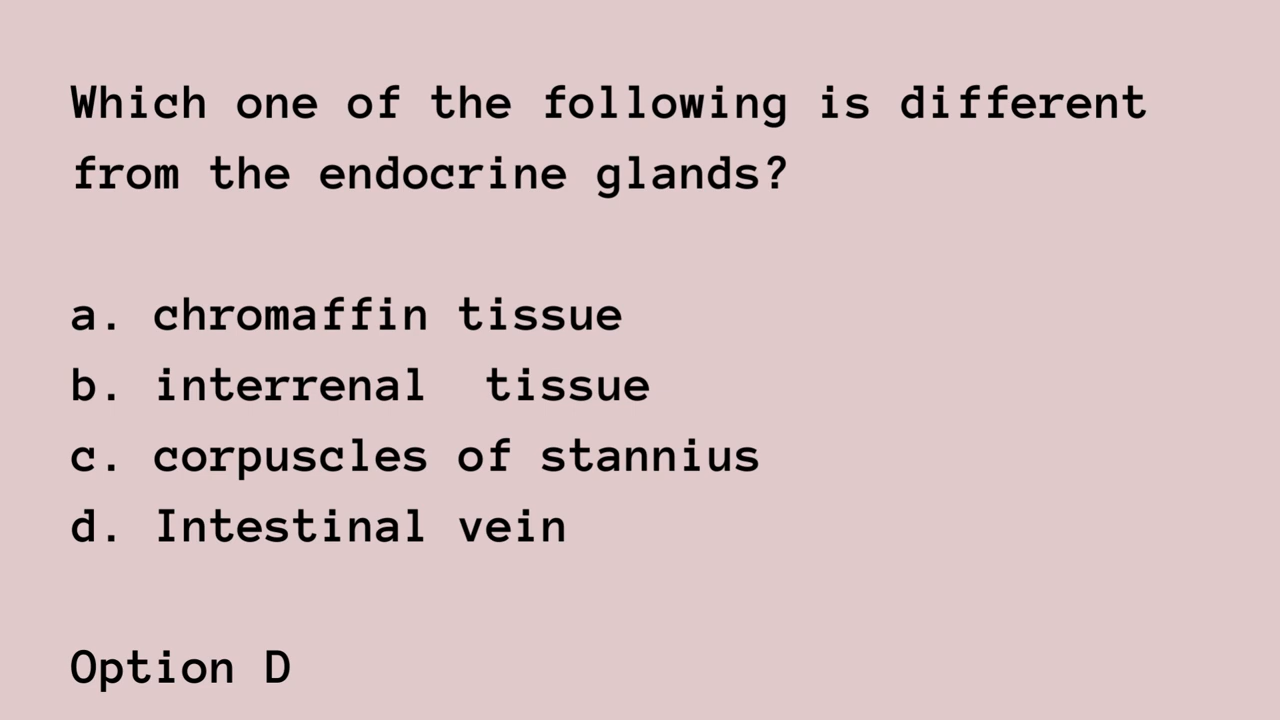 Which one of the following is different
from the endocrine glands?
a. chromaffin tissue
b. interrenal  tissue
c. corpuscles of stannius
d. Intestinal vein
Option D